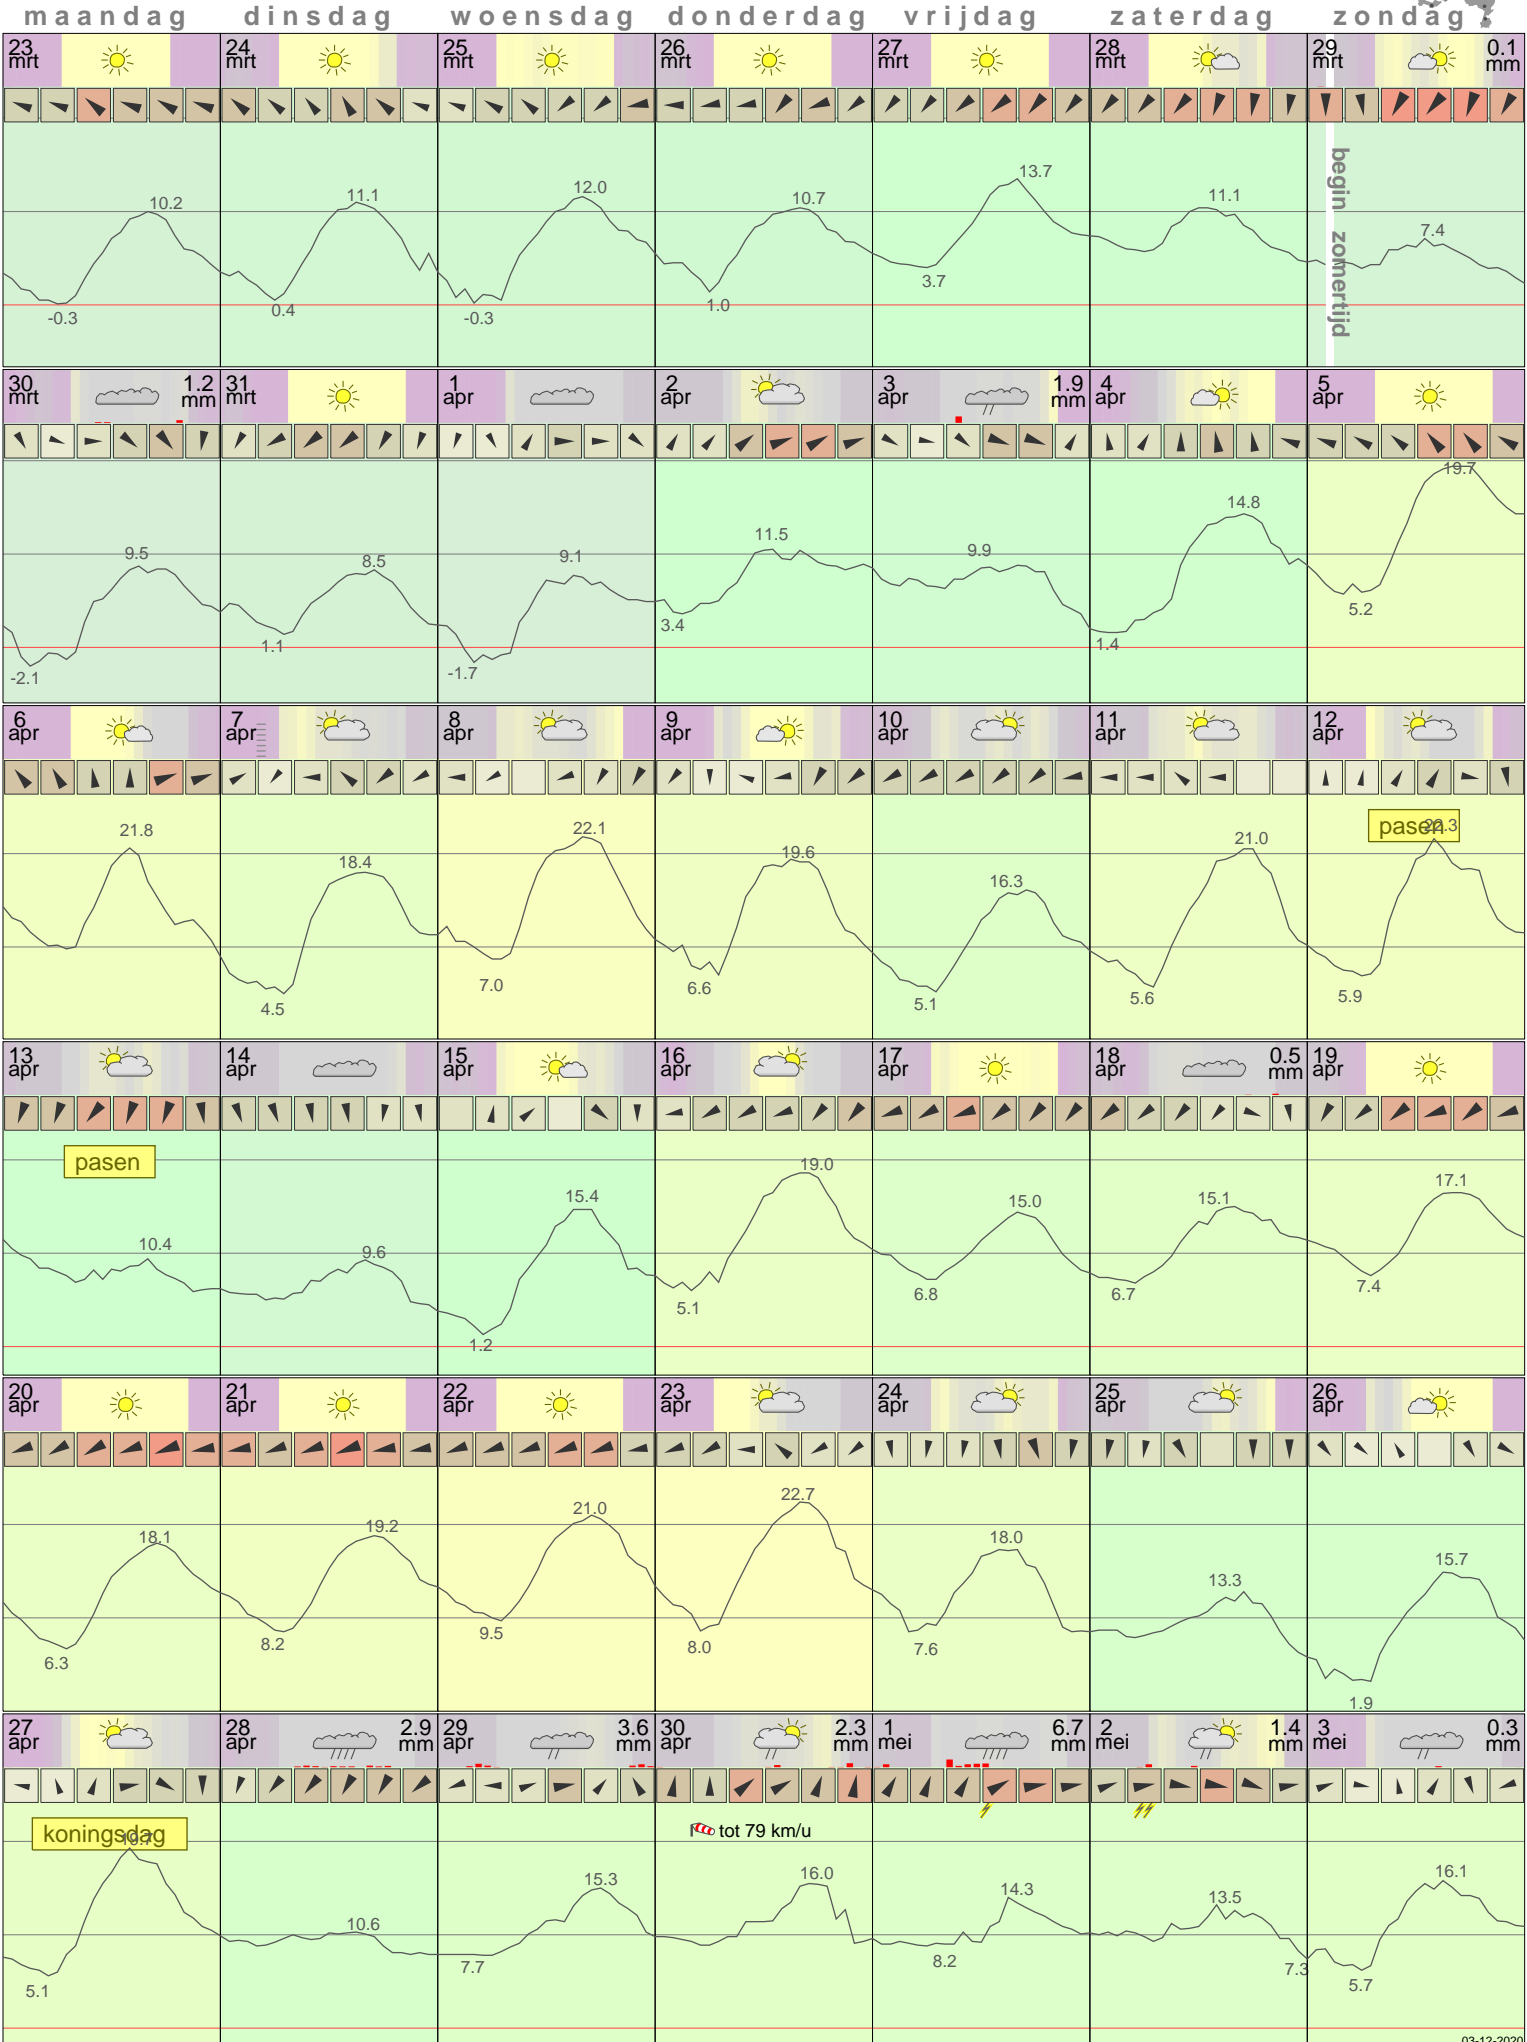 maandag dinsdag woensdag donderdag vrijdag zaterdag zondag
23 mrt 24 mrt 25 mrt 26 mrt 27 mrt 28 mrt 29 mrt 0.1 mm
begin zomertijd
10.2 11.1 12.0 10.7 13.7 11.1 7.4
-0.3 0.4 -0.3 1.0 3.7
30 mrt 1.2 mm 31 mrt 1 apr 2 apr 3 apr 1.9 mm 4 apr 5 apr
9.5 8.5 9.1 11.5 9.9 14.8 19.7
-2.1 1.1 -1.7 3.4 1.4 5.2
6 apr 7 apr 8 apr 9 apr 10 apr 11 apr 12 apr
pasen
21.8 18.4 22.1 19.6 16.3 21.0 22.3
4.5 7.0 6.6 5.1 5.6 5.9
13 apr 14 apr 15 apr 16 apr 17 apr 18 apr 0.5 mm 19 apr
pasen
10.4 9.6 15.4 19.0 15.0 15.1 17.1
1.2 5.1 6.8 6.7 7.4
20 apr 21 apr 22 apr 23 apr 24 apr 25 apr 26 apr
18.1 19.2 21.0 22.7 18.0 13.3 15.7
6.3 8.2 9.5 8.0 7.6 1.9
27 apr 28 apr 2.9 mm 29 apr 3.6 mm 30 apr 2.3 mm 1 mei 6.7 mm 2 mei 1.4 mm 3 mei 0.3 mm
koningsdag tot 79 km/u
19.7 10.6 15.3 16.0 14.3 13.5 16.1
5.1 7.7 8.2 7.3 5.7
03-12-2020